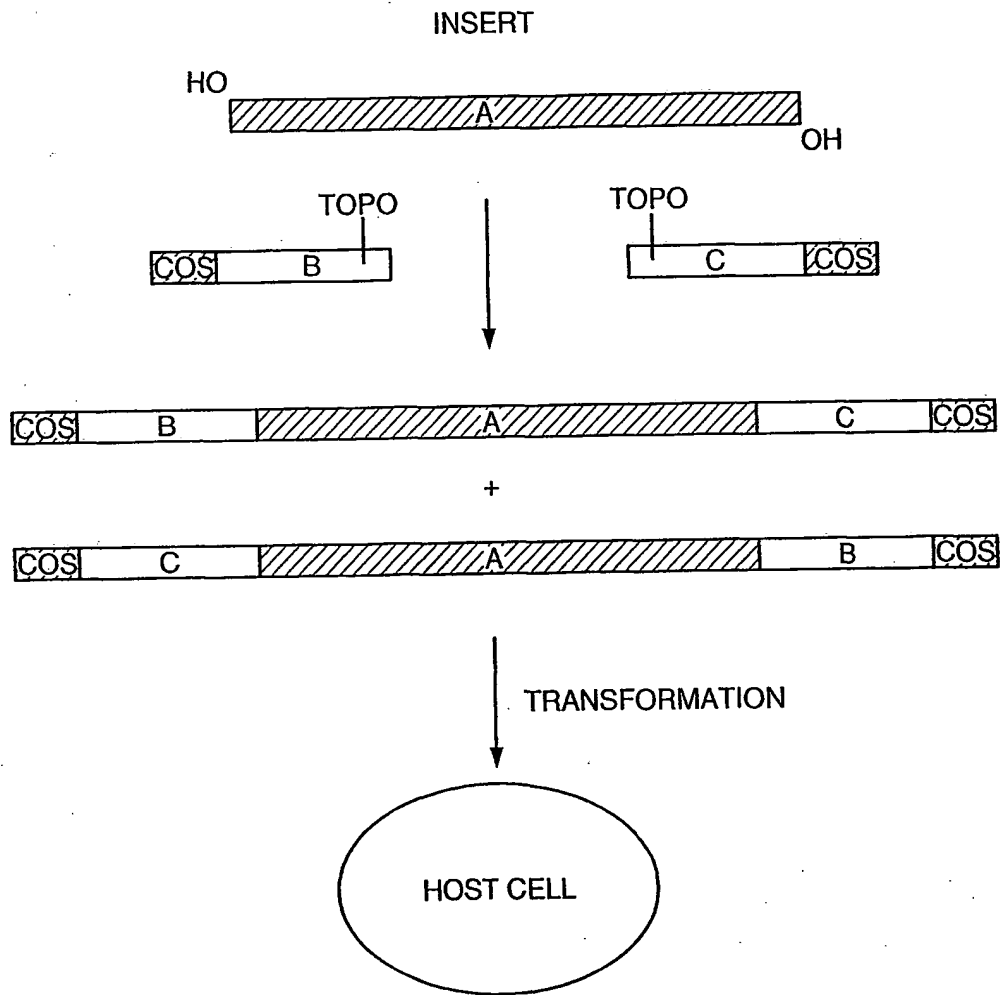 INSERT
HO
A
OH
TOPO TOPO
COS B C COS
COS B A C COS
+
COS C A B COS
TRANSFORMATION
HOST CELL